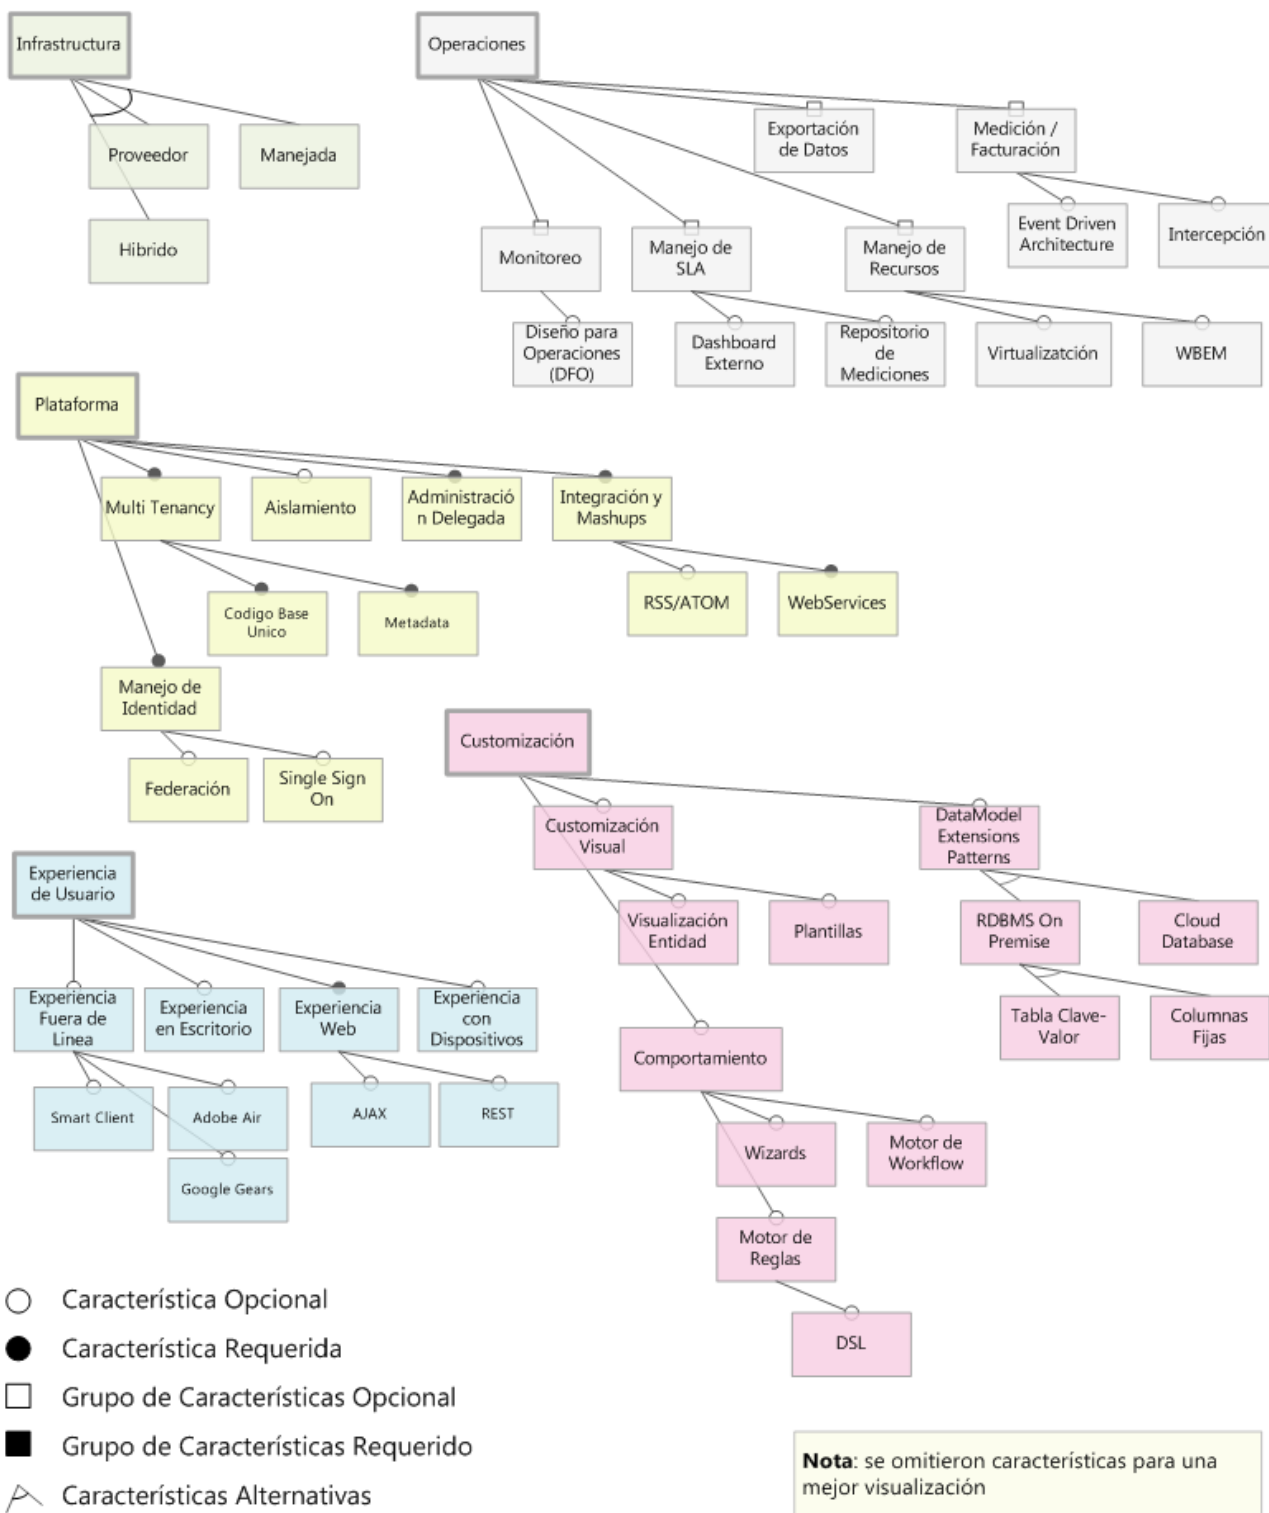 Infrastructura
Operaciones
Proveedor
Manejada
Hibrido
Exportación
de Datos
Medición /
Facturación
Event Driven
Architecture
Intercepción
Monitoreo
Manejo de
SLA
Manejo de
Recursos
Diseño para
Operaciones
(DFO)
Dashboard
Externo
Repositorio
de
Mediciones
Virtualizatción
WBEM
Plataforma
Multi Tenancy
Aislamiento
Administració
n Delegada
Integración y
Mashups
Codigo Base
Unico
Metadata
RSS/ATOM
WebServices
Manejo de
Identidad
Federación
Single Sign
On
Customización
Customización
Visual
DataModel
Extensions
Patterns
Visualización
Entidad
Plantillas
RDBMS On
Premise
Cloud
Database
Tabla Clave-
Valor
Columnas
Fijas
Comportamiento
Wizards
Motor de
Workflow
Motor de
Reglas
DSL
Experiencia
de Usuario
Experiencia
Fuera de
Linea
Experiencia
en Escritorio
Experiencia
Web
Experiencia
con
Dispositivos
Smart Client
Adobe Air
AJAX
REST
Google Gears
Característica Opcional
Característica Requerida
Grupo de Características Opcional
Grupo de Características Requerido
Características Alternativas
Nota: se omitieron características para una
mejor visualización